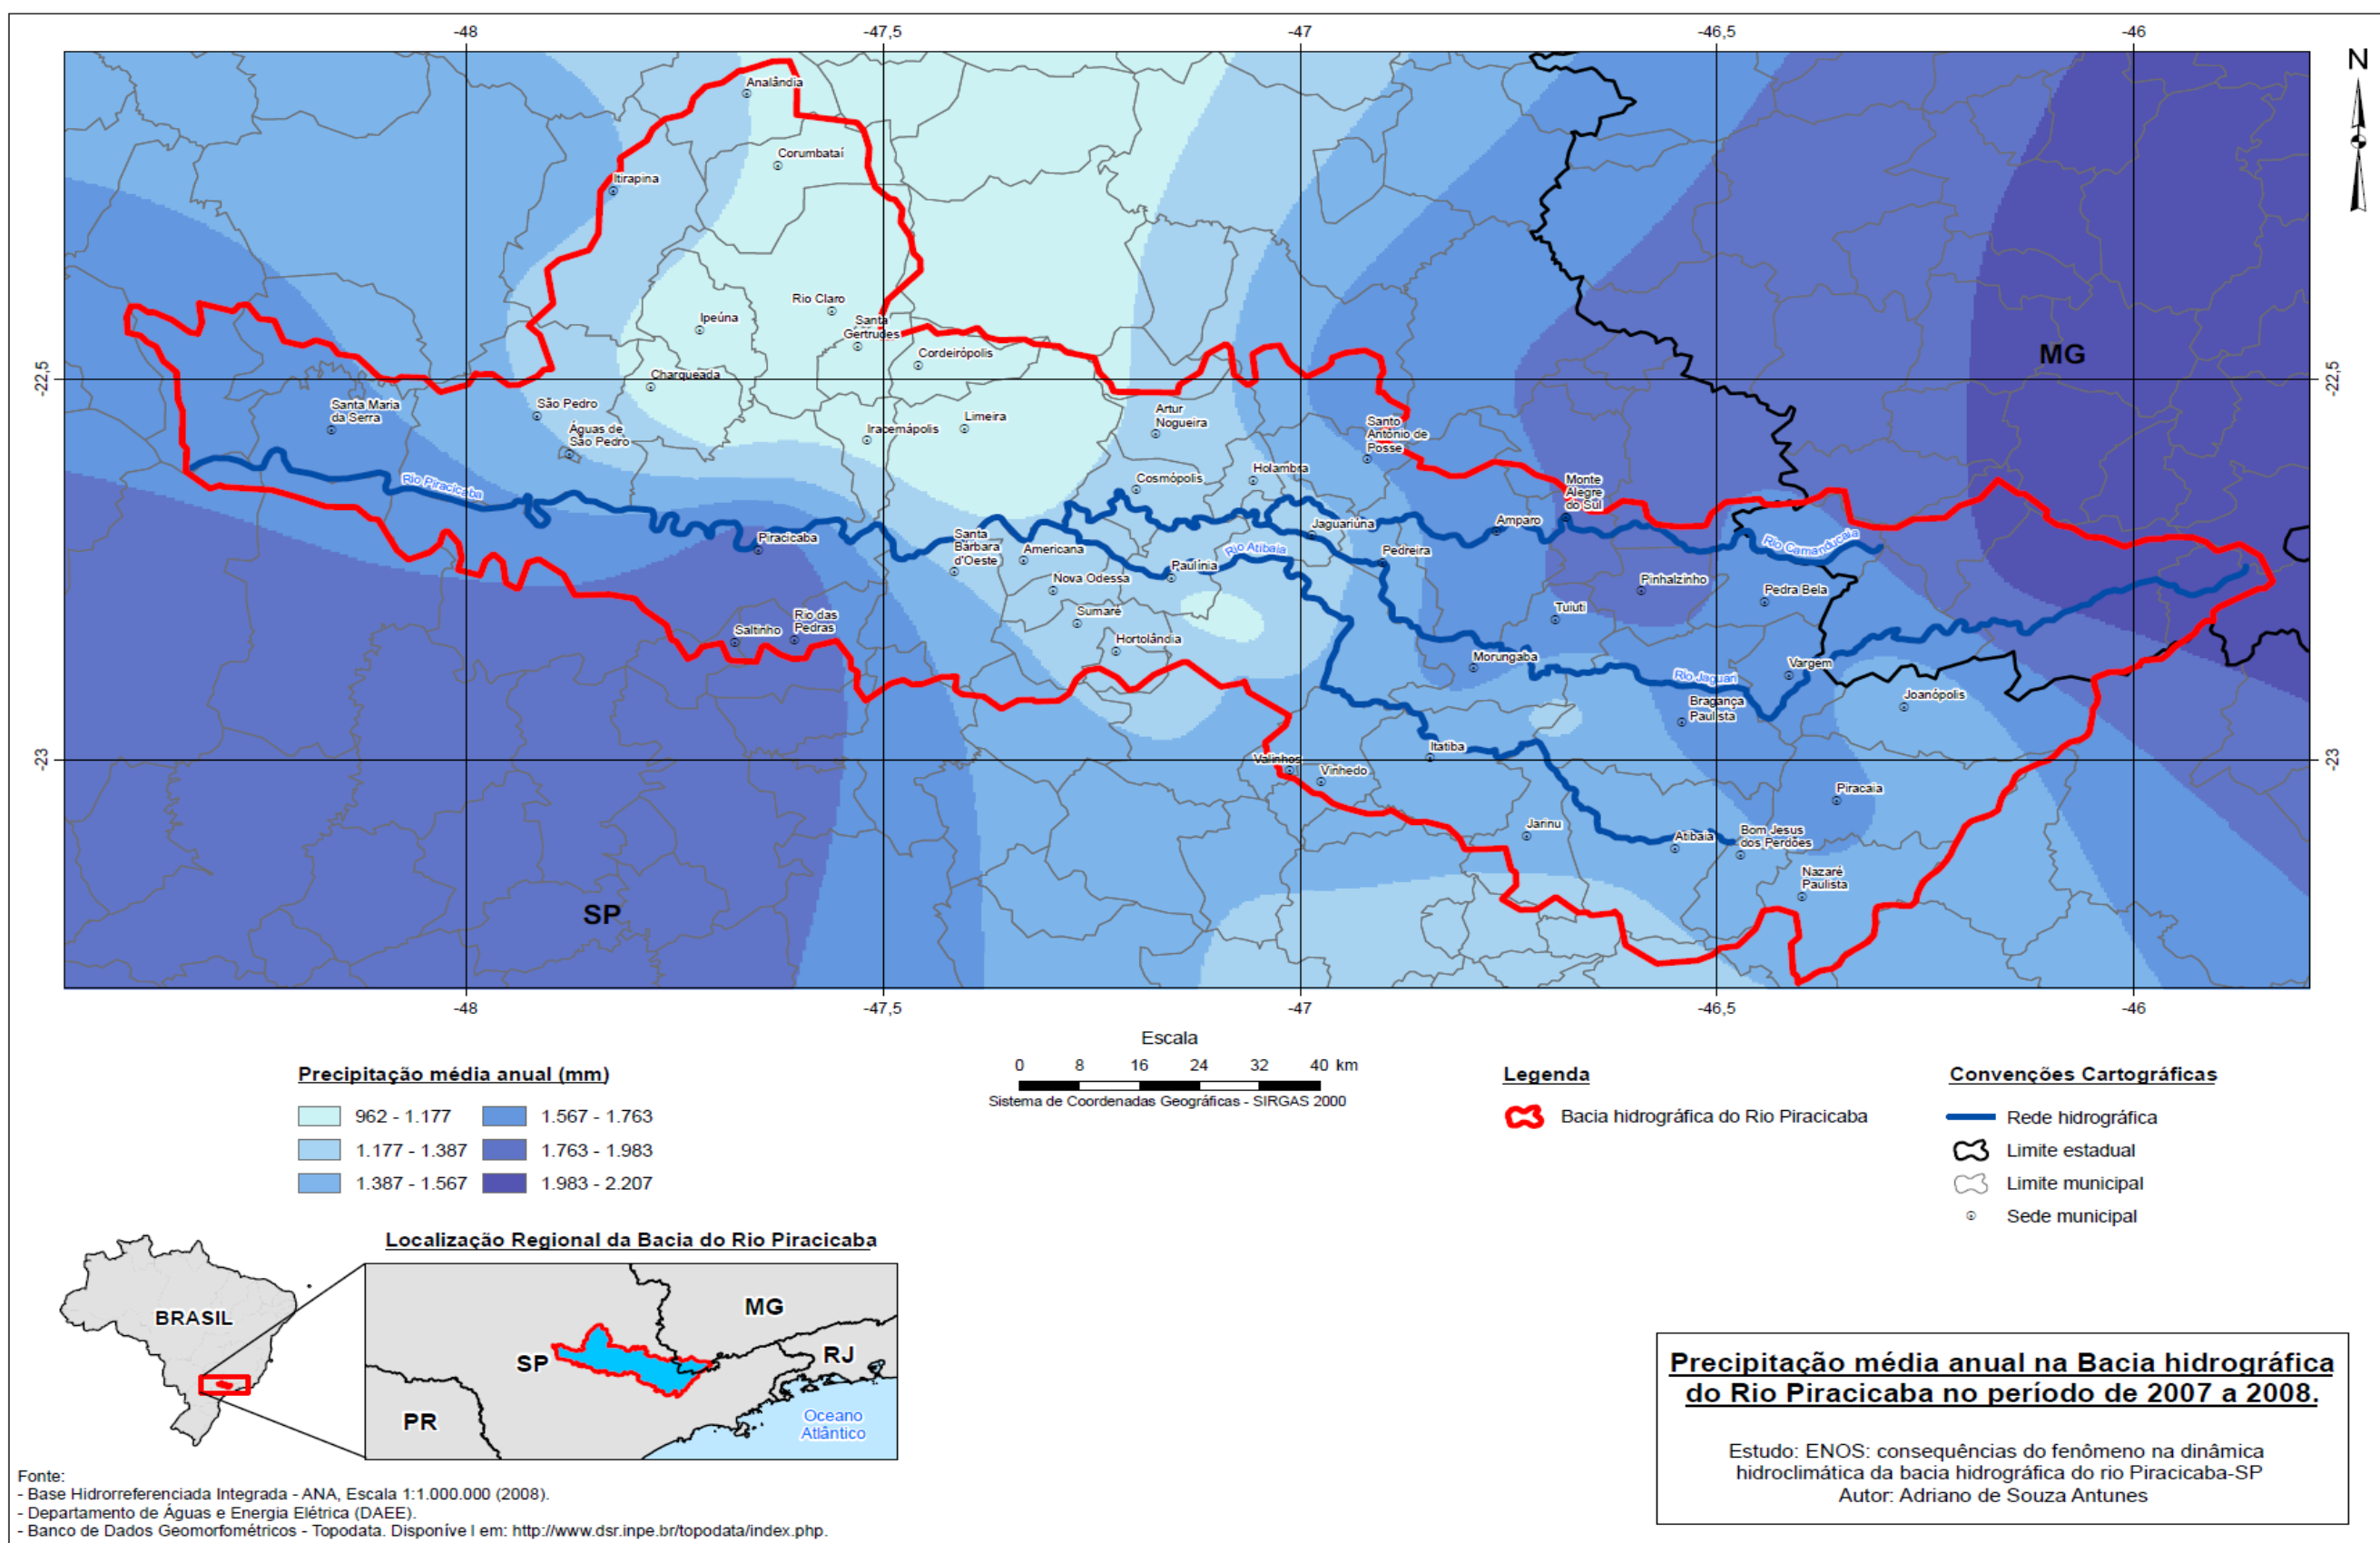 -48
-47,5
-47
-46,5
-46
N
Analândia
Corumbataí
Itirapina
Rio Claro
Ipeúna
Santa
Gertrudes
MG
Cordeirópolis
-22,5
-22,5
Charqueada
Santa Maria
da Serra
São Pedro
Águas de
São Pedro
Iracemápolis
Limeira
Artur
Nogueira
Santo
Antônio de
Posse
Rio Piracicaba
Cosmópolis
Holambra
Monte
Alegre
do Sul
Piracicaba
Santa
Bárbara
d'Oeste
Americana
Jaguariúna
Amparo
Rio Camanducaia
Rio Atibaia
Pedreira
Nova Odessa
Paulínia
Pinhalzinho
Pedra Bela
Sumaré
Tuiuti
Saltinho
Rio das
Pedras
Hortolândia
Morungaba
Rio Jaguari
Vargem
Joanópolis
Bragança
Paulista
-23
-23
Valinhos
Vinhedo
Itatiba
Piracaia
Jarinu
Atibaia
Bom Jesus
dos Perdões
Nazaré
Paulista
SP
-48
-47,5
-47
-46,5
-46
Escala
0 8 16 24 32 40 km
Sistema de Coordenadas Geográficas - SIRGAS 2000
Precipitação média anual (mm)
962 - 1.177
1.177 - 1.387
1.387 - 1.567
1.567 - 1.763
1.763 - 1.983
1.983 - 2.207
Legenda
Bacia hidrográfica do Rio Piracicaba
Convenções Cartográficas
Rede hidrográfica
Limite estadual
Limite municipal
Sede municipal
Localização Regional da Bacia do Rio Piracicaba
BRASIL
MG
SP
RJ
PR
Oceano
Atlântico
Precipitação média anual na Bacia hidrográfica
do Rio Piracicaba no período de 2007 a 2008.
Estudo: ENOS: consequências do fenômeno na dinâmica
hidroclimática da bacia hidrográfica do rio Piracicaba-SP
Autor: Adriano de Souza Antunes
Fonte:
- Base Hidrorreferenciada Integrada - ANA, Escala 1:1.000.000 (2008).
- Departamento de Águas e Energia Elétrica (DAEE).
- Banco de Dados Geomorfométricos - Topodata. Disponíve l em: http://www.dsr.inpe.br/topodata/index.php.